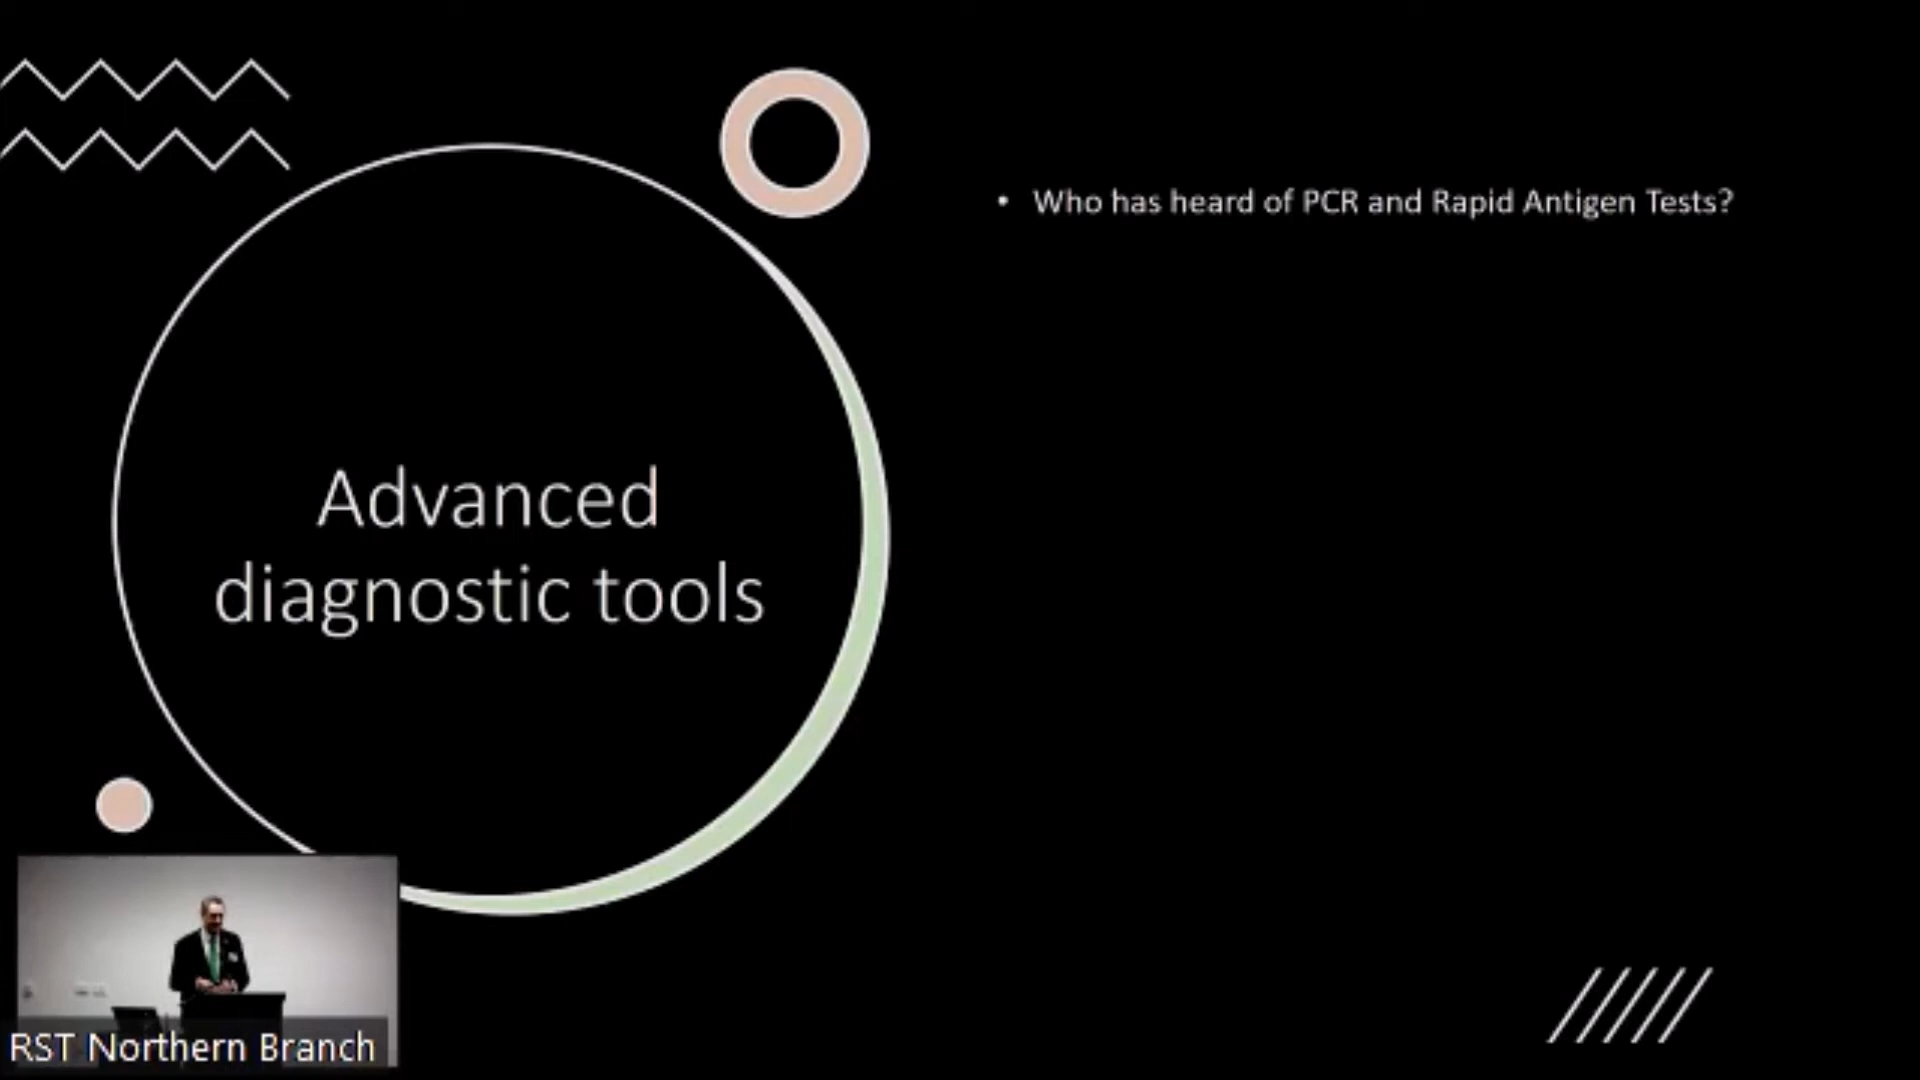 Advanced
diagnostic tools
• Who has heard of PCR and Rapid Antigen Tests?
RST Northern Branch